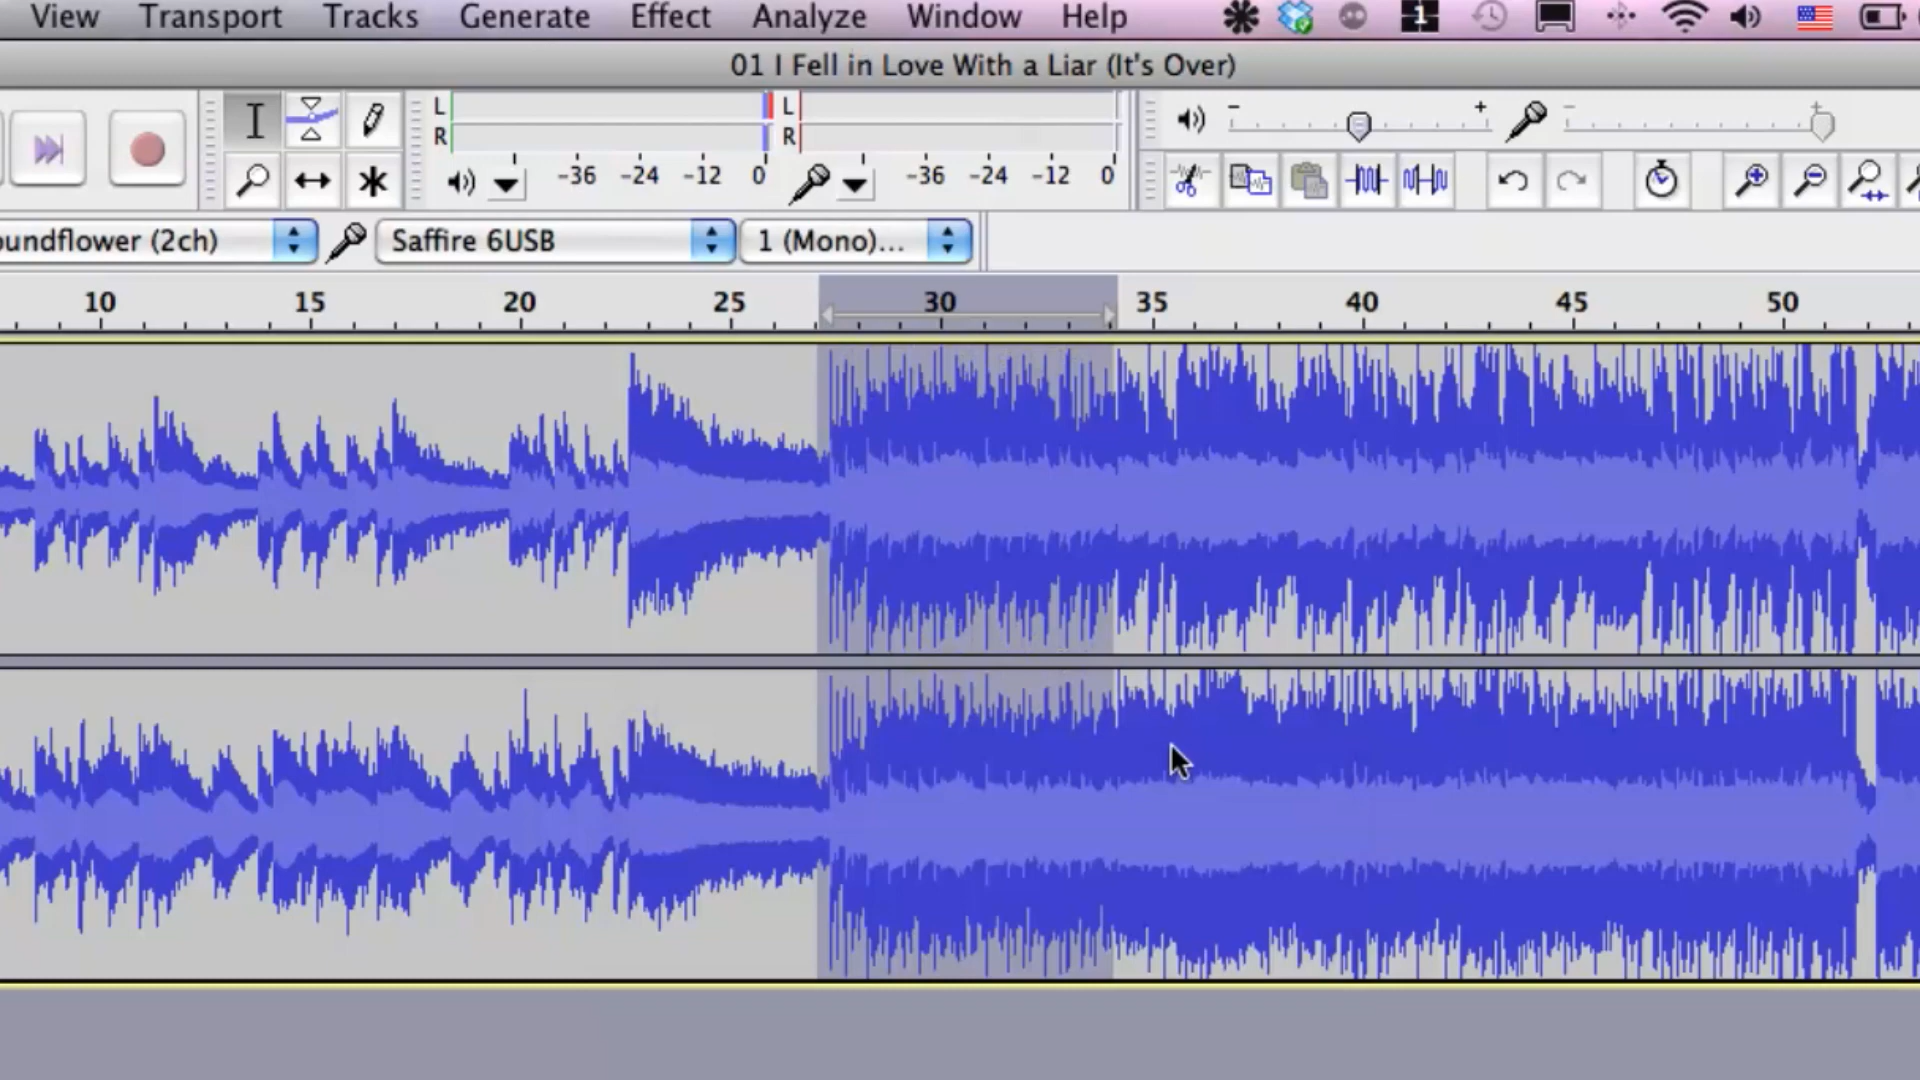 View Transport Tracks Generate Effect Analyze Window Help 1
01 I Fell in Love With a Liar (It's Over)
L L - + - +
R R
-36 -24 -12 0 -36 -24 -12 0
oundflower (2ch) Saffire 6USB 1 (Mono)...
10 15 20 25 30 35 40 45 50